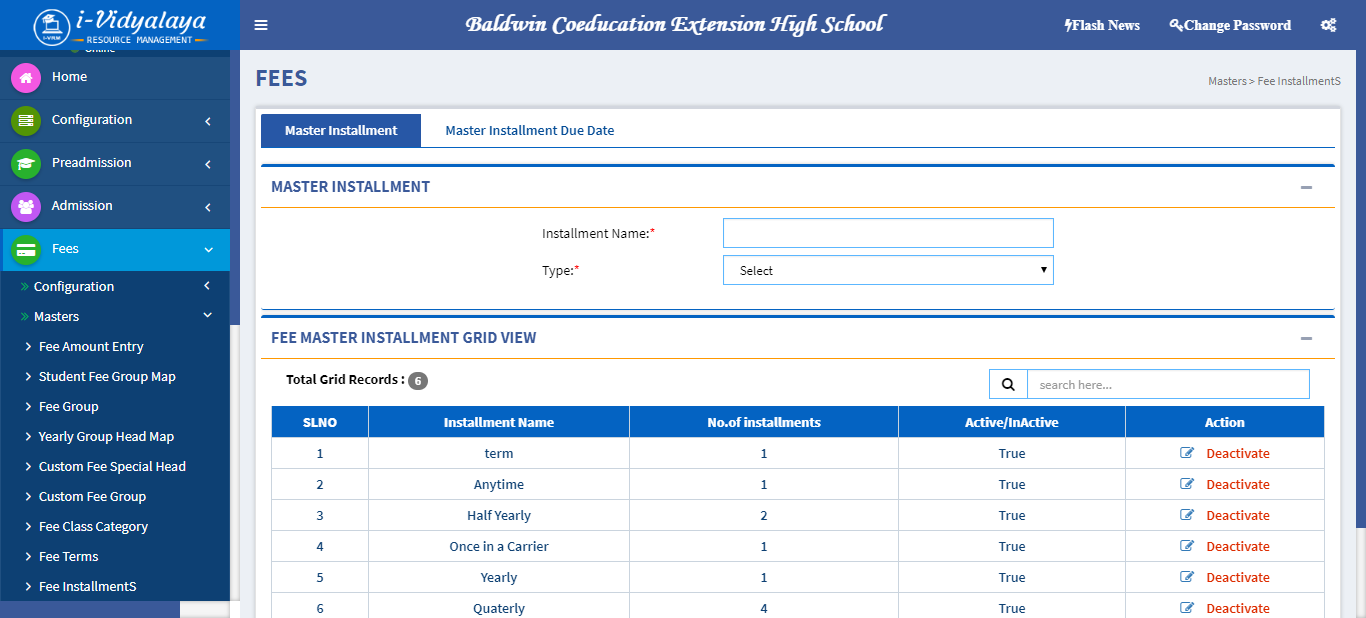 i-Vidyalaya
RESOURCE MANAGEMENT
i-VRM
Baldwin Coeducation Extension High School
Flash News
Change Password
Online
Home
Configuration
Preadmission
Admission
Fees
Configuration
Masters
Fee Amount Entry
Student Fee Group Map
Fee Group
Yearly Group Head Map
Custom Fee Special Head
Custom Fee Group
Fee Class Category
Fee Terms
Fee InstallmentS
FEES
Masters > Fee InstallmentS
Master Installment
Master Installment Due Date
MASTER INSTALLMENT
Installment Name:*
Type:* Select
FEE MASTER INSTALLMENT GRID VIEW
Total Grid Records : 6
search here...
SLNO Installment Name No.of installments Active/InActive Action
1 term 1 True Deactivate
2 Anytime 1 True Deactivate
3 Half Yearly 2 True Deactivate
4 Once in a Carrier 1 True Deactivate
5 Yearly 1 True Deactivate
6 Quaterly 4 True Deactivate